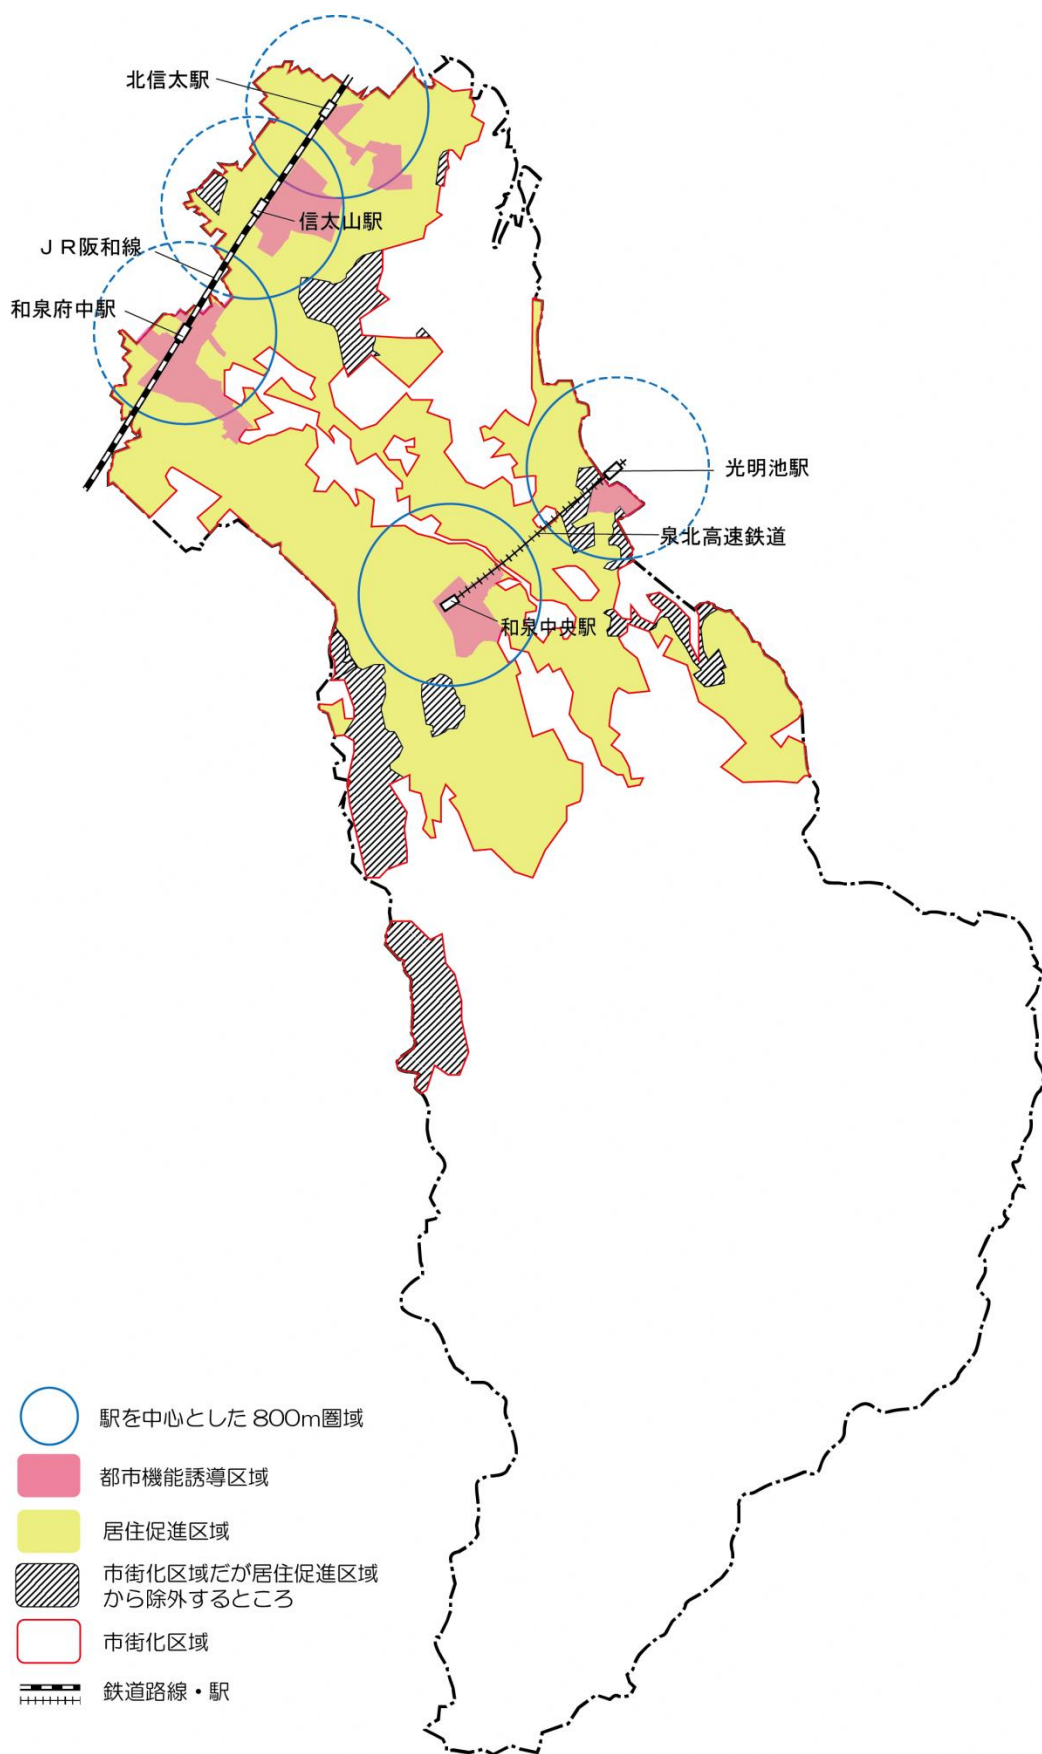 北信太駅
信太山駅
ＪＲ阪和線
和泉府中駅
光明池駅
泉北高速鉄道
和泉中央駅
駅を中心とした800m圏域
都市機能誘導区域
居住促進区域
市街化区域だが居住促進区域
から除外するところ
市街化区域
鉄道路線・駅